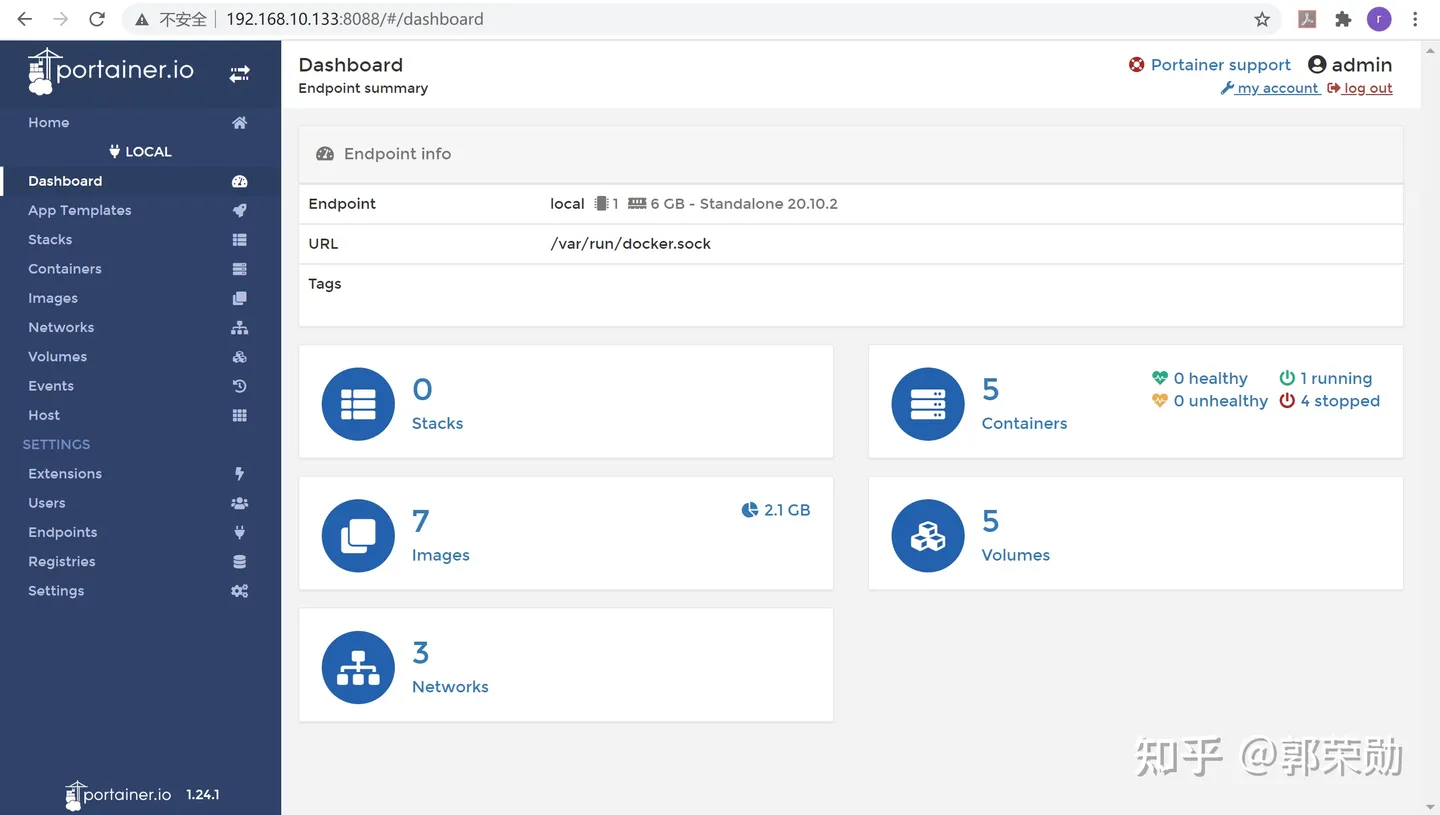 不安全 192.168.10.133:8088/#/dashboard r
portainer.io
Home
LOCAL
Dashboard
App Templates
Stacks
Containers
Images
Networks
Volumes
Events
Host
SETTINGS
Extensions
Users
Endpoints
Registries
Settings
portainer.io 1.24.1
Dashboard
Endpoint summary
Portainer support admin
my account log out
Endpoint info
Endpoint local 1 6 GB - Standalone 20.10.2
URL /var/run/docker.sock
Tags
0
Stacks
5
Containers
0 healthy 1 running
0 unhealthy 4 stopped
7
Images
2.1 GB
5
Volumes
3
Networks
知乎 @郭荣勋